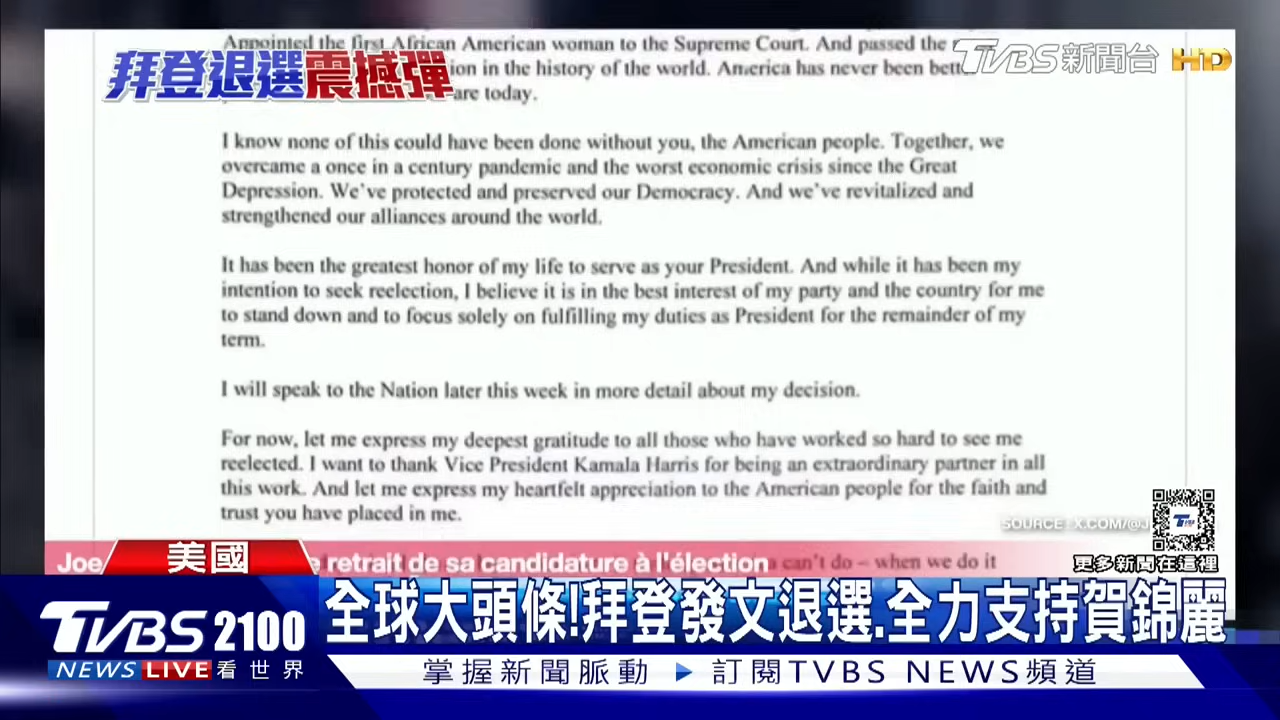 Appointed the first African American woman to the Supreme Court. And passed the
TVBS新聞台 HD
拜登退選震撼彈
ion in the history of the world. America has never been
are today.
I know none of this could have been done without you, the American people. Together, we
overcame a once in a century pandemic and the worst economic crisis since the Great
Depression. We've protected and preserved our Democracy. And we've revitalized and
strengthened our alliances around the world.
It has been the greatest honor of my life to serve as your President. And while it has been my
intention to seek reelection, I believe it is in the best interest of my party and the country for me
to stand down and to focus solely on fulfilling my duties as President for the remainder of my
term.
I will speak to the Nation later this week in more detail about my decision.
For now, let me express my deepest gratitude to all those who have worked so hard to see me
reelected. I want to thank Vice President Kamala Harris for being an extraordinary partner in all
this work. And let me express my heartfelt appreciation to the American people for the faith and
trust you have placed in me.
SOURCE: X.COM/@J
TVBS
can't do – when we do it
Joe
美國
retrait de sa candidature à l'élection
更多新聞在這裡
TVBS 2100
全球大頭條!拜登發文退選.全力支持賀錦麗
NEWS LIVE 看世界
掌握新聞脈動 ▶ 訂閱TVBS NEWS頻道